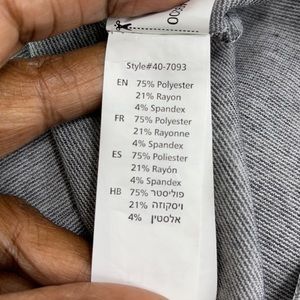 Style#40-7093
EN 75% Polyester
21% Rayon
4% Spandex
FR 75% Polyester
21% Rayonne
4% Spandex
ES 75% Poliester
21% Rayón
4% Spandex
HB 75% פוליסטר
21% ויסקוזה
4% אלסטין